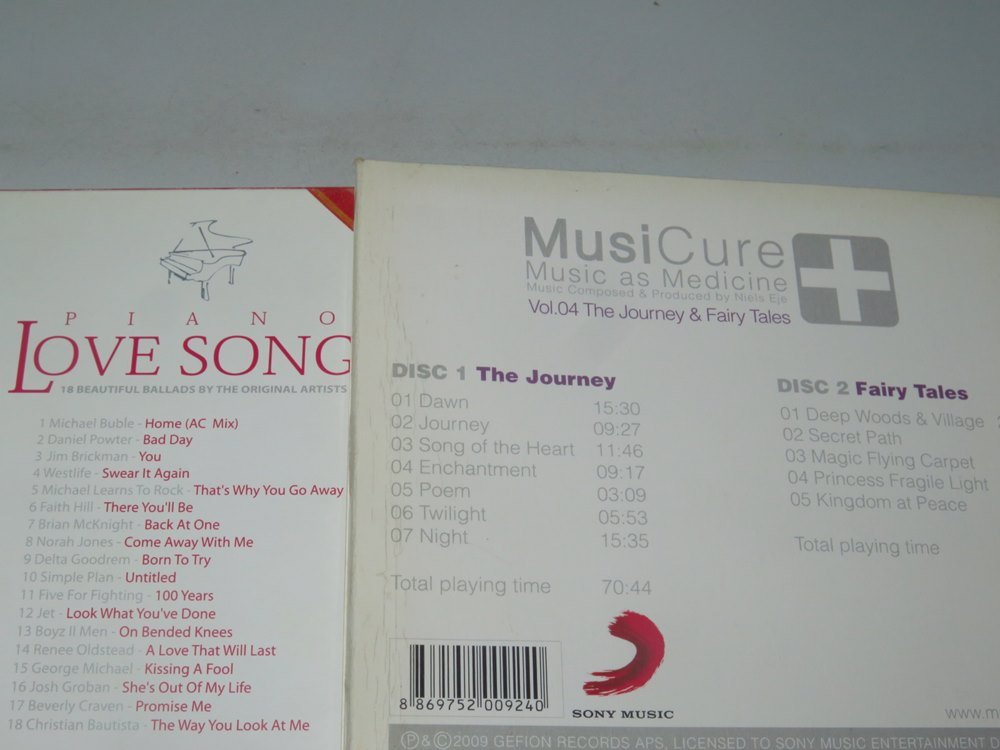 PIANO
LOVE SONG
18 BEAUTIFUL BALLADS BY THE ORIGINAL ARTISTS
1 Michael Buble - Home (AC Mix)
2 Daniel Powter - Bad Day
3 Jim Brickman - You
4 Westlife - Swear It Again
5 Michael Learns To Rock - That's Why You Go Away
6 Faith Hill - There You'll Be
7 Brian McKnight - Back At One
8 Norah Jones - Come Away With Me
9 Delta Goodrem - Born To Try
10 Simple Plan - Untitled
11 Five For Fighting - 100 Years
12 Jet - Look What You've Done
13 Boyz II Men - On Bended Knees
14 Renee Oldstead - A Love That Will Last
15 George Michael - Kissing A Fool
16 Josh Groban - She's Out Of My Life
17 Beverly Craven - Promise Me
18 Christian Bautista - The Way You Look At Me
MusiCure
Music as Medicine
Music Composed & Produced by Niels Eje
Vol.04 The Journey & Fairy Tales
DISC 1 The Journey
01 Dawn 15:30
02 Journey 09:27
03 Song of the Heart 11:46
04 Enchantment 09:17
05 Poem 03:09
06 Twilight 05:53
07 Night 15:35
Total playing time 70:44
DISC 2 Fairy Tales
01 Deep Woods & Village
02 Secret Path
03 Magic Flying Carpet
04 Princess Fragile Light
05 Kingdom at Peace
Total playing time
8 869752 009240
SONY MUSIC
www.m
℗&©2009 GEFION RECORDS APS, LICENSED TO SONY MUSIC ENTERTAINMENT D